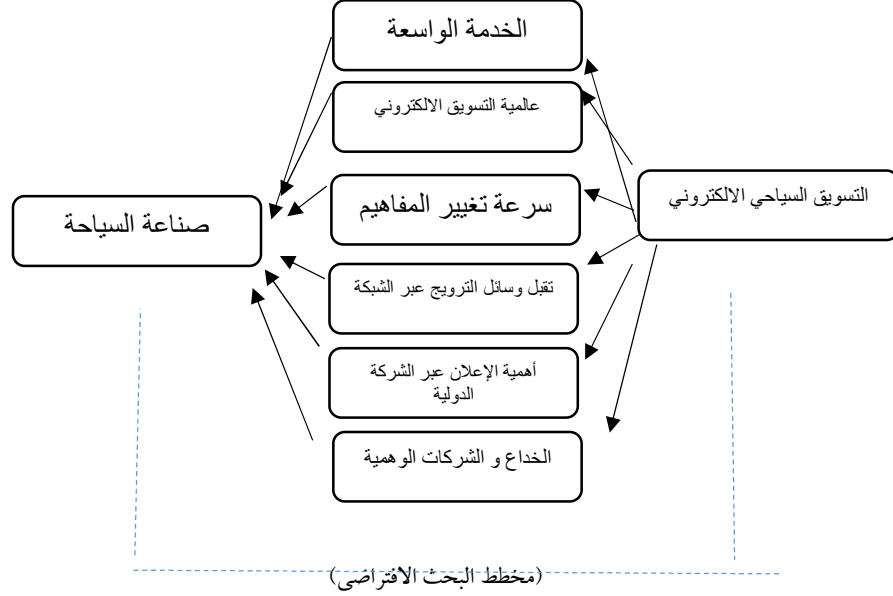 الخدمة الواسعة
عالمية التسويق الالكتروني
التسويق السياحي الالكتروني
سرعة تغيير المفاهيم
صناعة السياحة
تقبل وسائل الترويج عبر الشبكة
أهمية الإعلان عبر الشركة
الدولية
الخداع و الشركات الوهمية
(مخطط البحث الافتراضي)